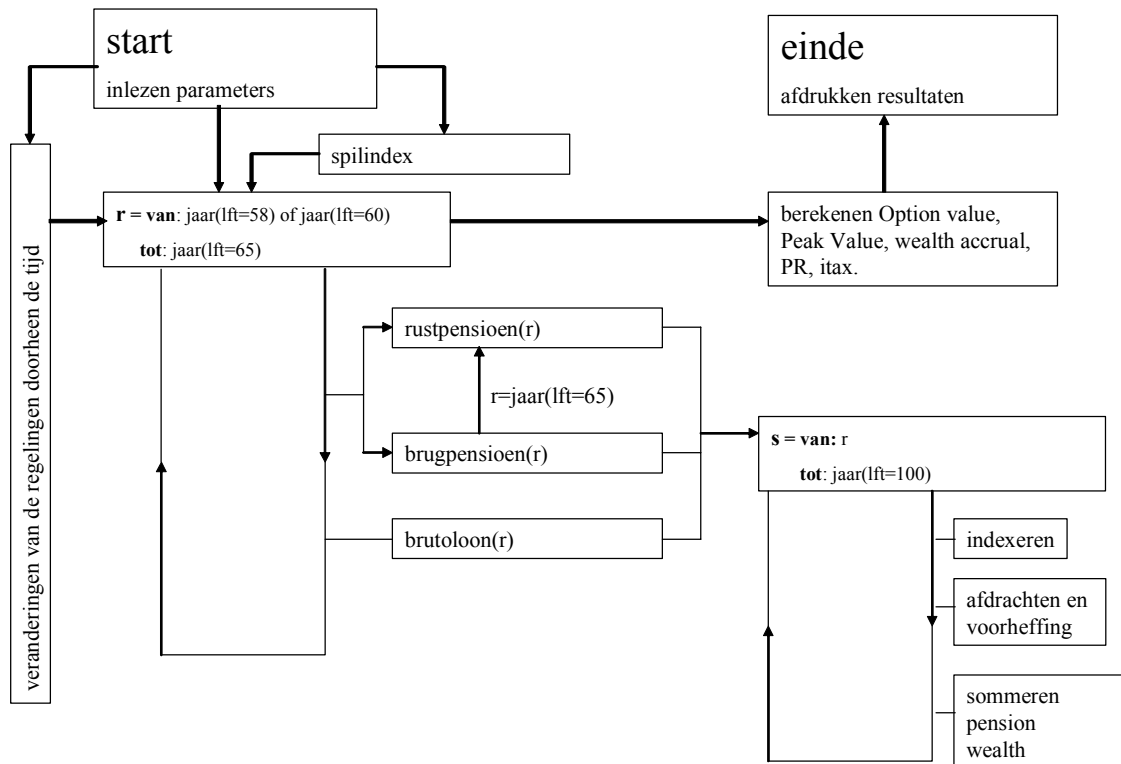 start
inlezen parameters
einde
afdrukken resultaten
spilindex
veranderingen van de regelingen doorheen de tijd
r = van: jaar(lft=58) of jaar(lft=60)
tot: jaar(lft=65)
berekenen Option value,
Peak Value, wealth accrual,
PR, itax.
rustpensioen(r)
r=jaar(lft=65)
brugpensioen(r)
brutoloon(r)
s = van: r
tot: jaar(lft=100)
indexeren
afdrachten en
voorheffing
sommeren
pension
wealth